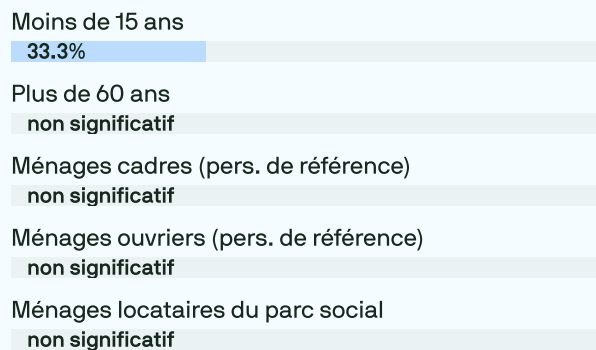 Moins de 15 ans
33.3%
Plus de 60 ans
non significatif
Ménages cadres (pers. de référence)
non significatif
Ménages ouvriers (pers. de référence)
non significatif
Ménages locataires du parc social
non significatif